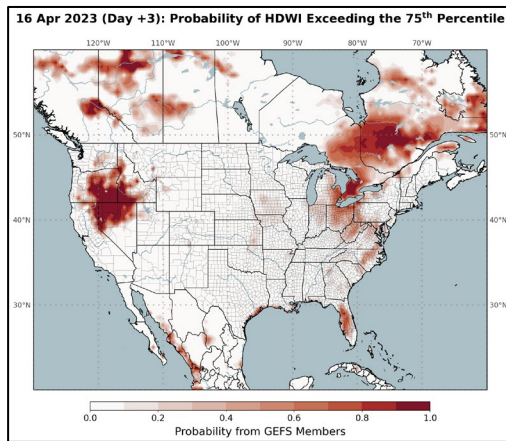 16 Apr 2023 (Day +3): Probability of HDWI Exceeding the 75th Percentile
120°W 110°W 100°W 90°W 80°W 70°W
50°N 50°N
40°N 40°N
30°N 30°N
0.0 0.2 0.4 0.6 0.8 1.0
Probability from GEFS Members